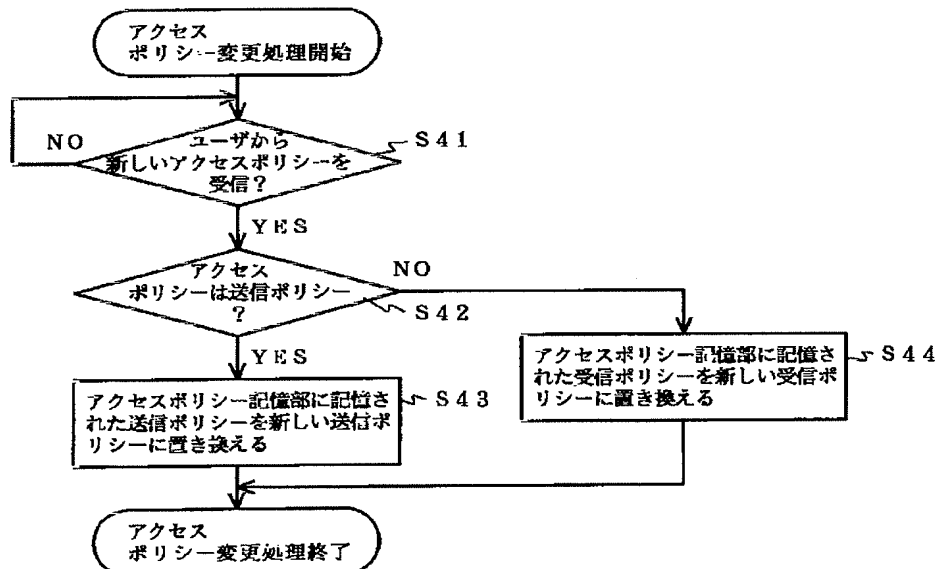 アクセス
ポリシー変更処理開始
NO
ユーザから
新しいアクセスポリシーを
受信？
S41
YES
アクセス
ポリシーは送信ポリシー
？
NO
S42
YES
アクセスポリシー記憶部に記憶さ
れた送信ポリシーを新しい送信ポ
リシーに置き換える
S43
アクセスポリシー記憶部に記憶さ
れた受信ポリシーを新しい受信ポ
リシーに置き換える
S44
アクセス
ポリシー変更処理終了